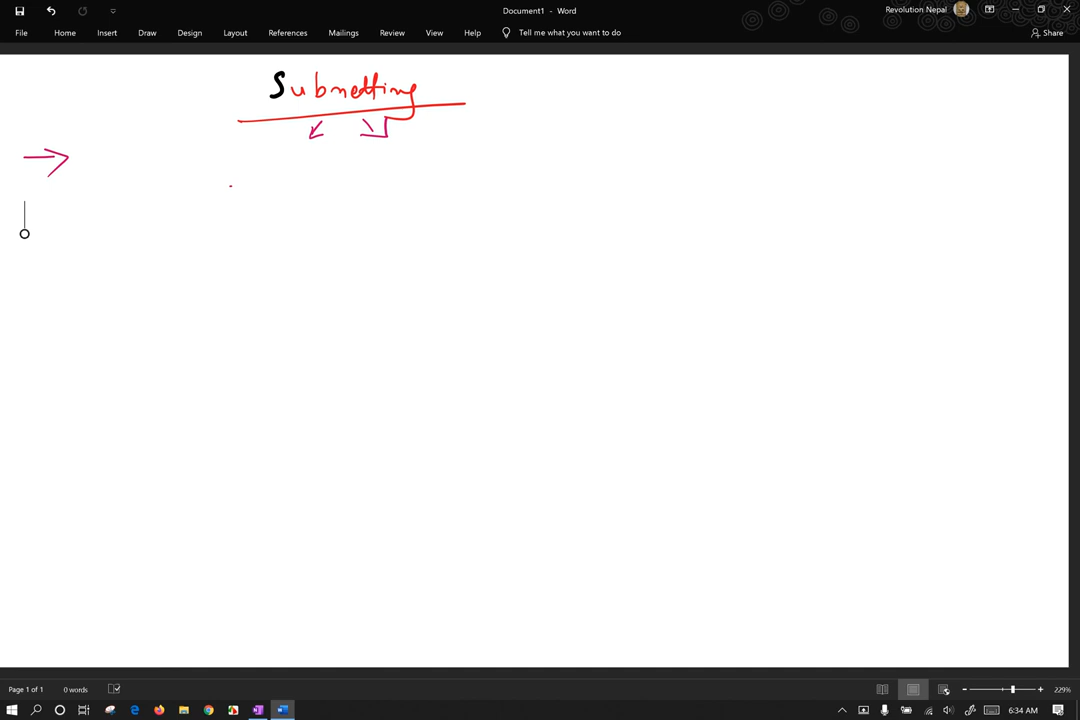 Document1 - Word
Revolution Nepal
File Home Insert Draw Design Layout References Mailings Review View Help Tell me what you want to do Share
Subnetting
Page 1 of 1 0 words 229%
6:34 AM